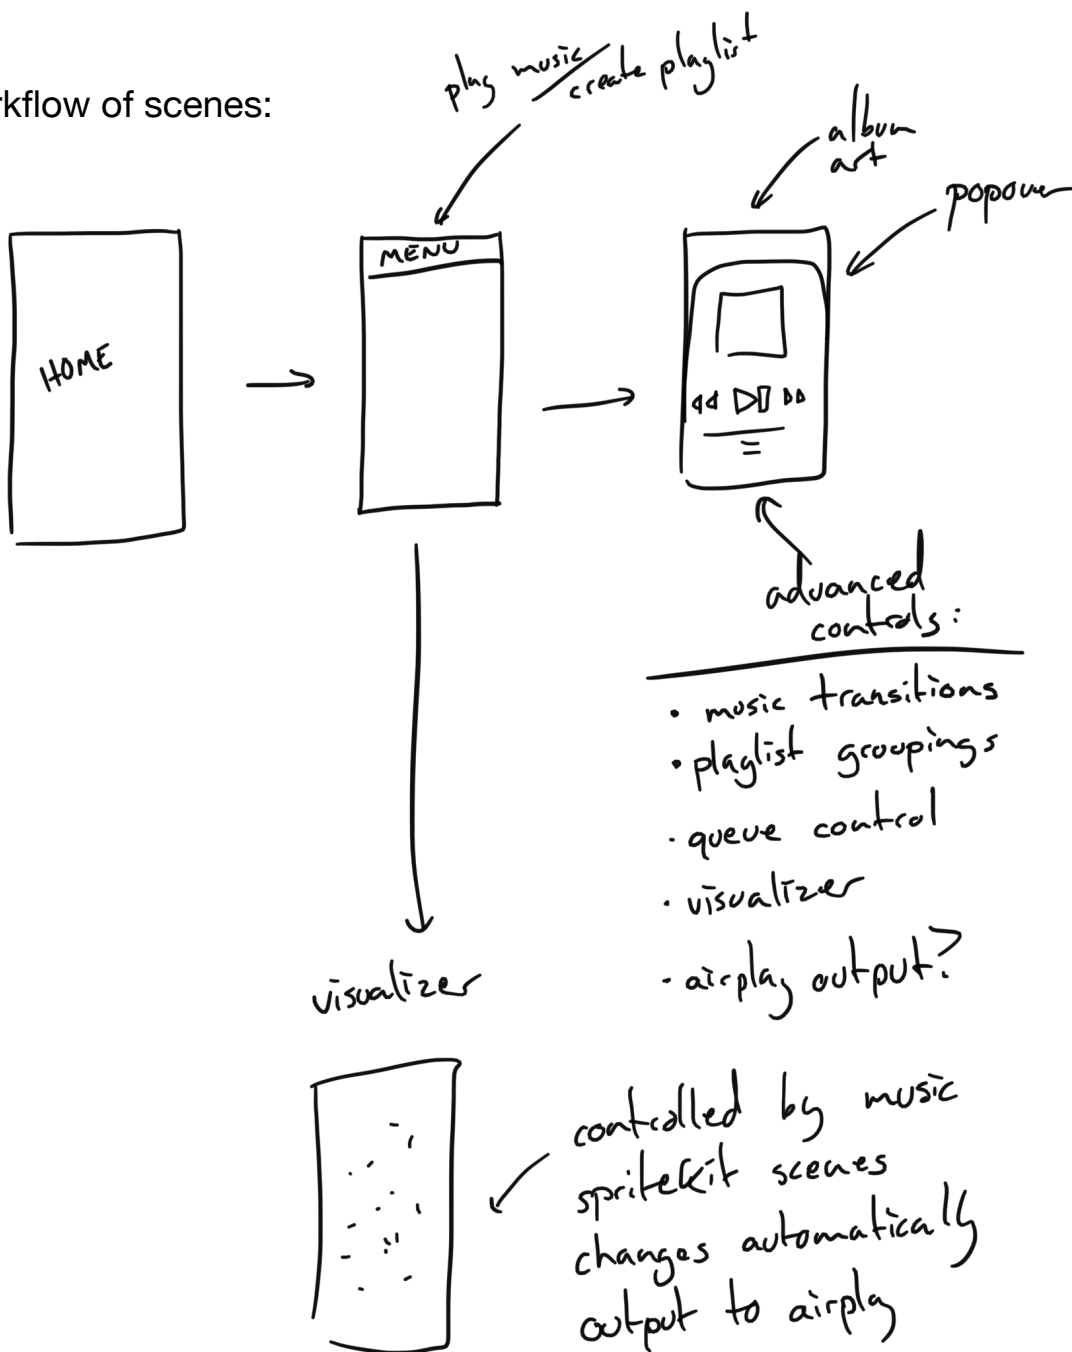 rkflow of scenes:
play music/
create playlist
album
art
popover
HOME
MENU
advanced
controls:
• music transitions
• playlist groupings
• queue control
• visualizer
• airplay output?
visualizer
controlled by music
spriteKit scenes
changes automatically
output to airplay